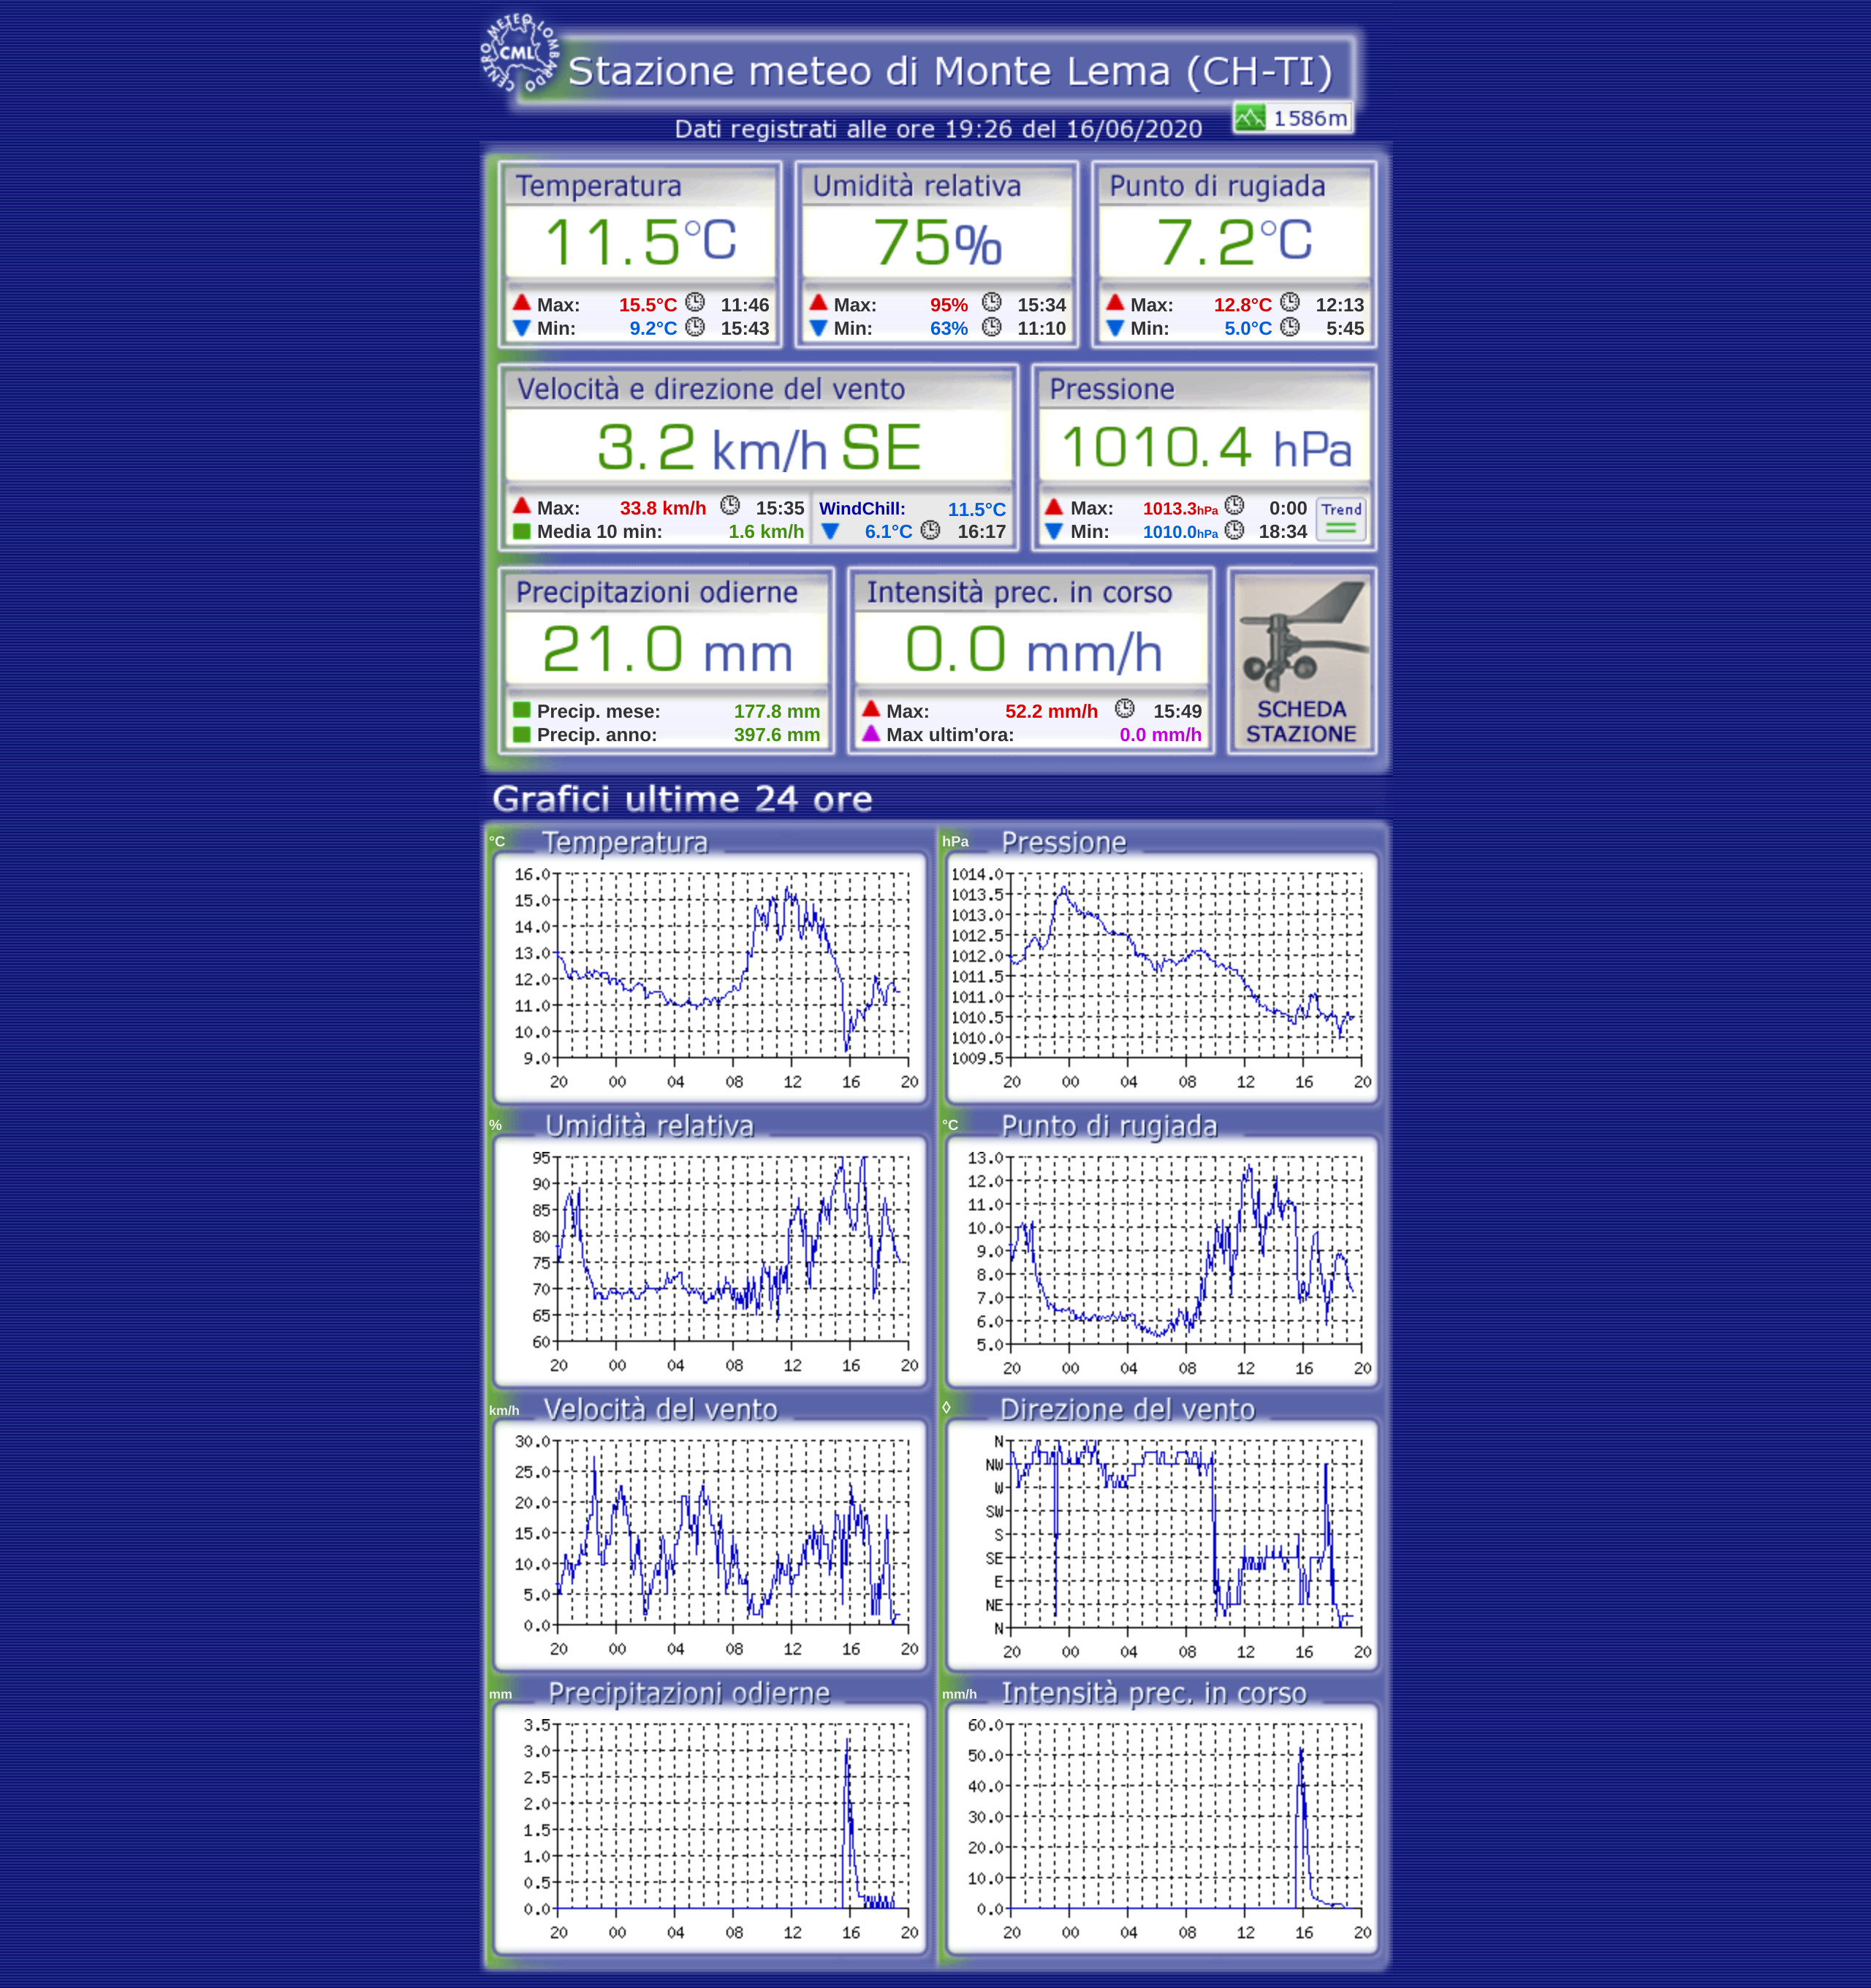 CENTRO METEO LOMBARDO
CML
Stazione meteo di Monte Lema (CH-TI)
1586m
Dati registrati alle ore 19:26 del 16/06/2020
Temperatura
11.5°C
Max: 15.5°C 11:46
Min: 9.2°C 15:43
Umidità relativa
75%
Max: 95% 15:34
Min: 63% 11:10
Punto di rugiada
7.2°C
Max: 12.8°C 12:13
Min: 5.0°C 5:45
Velocità e direzione del vento
3.2 km/h SE
Max: 33.8 km/h 15:35
Media 10 min: 1.6 km/h
WindChill: 11.5°C
6.1°C 16:17
Pressione
1010.4 hPa
Max: 1013.3hPa 0:00
Min: 1010.0hPa 18:34
Trend
Precipitazioni odierne
21.0 mm
Precip. mese: 177.8 mm
Precip. anno: 397.6 mm
Intensità prec. in corso
0.0 mm/h
Max: 52.2 mm/h 15:49
Max ultim'ora: 0.0 mm/h
SCHEDA
STAZIONE
Grafici ultime 24 ore
°C Temperatura
16.0
15.0
14.0
13.0
12.0
11.0
10.0
9.0
20 00 04 08 12 16 20
hPa Pressione
1014.0
1013.5
1013.0
1012.5
1012.0
1011.5
1011.0
1010.5
1010.0
1009.5
20 00 04 08 12 16 20
% Umidità relativa
95
90
85
80
75
70
65
60
20 00 04 08 12 16 20
°C Punto di rugiada
13.0
12.0
11.0
10.0
9.0
8.0
7.0
6.0
5.0
20 00 04 08 12 16 20
km/h Velocità del vento
30.0
25.0
20.0
15.0
10.0
5.0
0.0
20 00 04 08 12 16 20
◊ Direzione del vento
N
NW
W
SW
S
SE
E
NE
N
20 00 04 08 12 16 20
mm Precipitazioni odierne
3.5
3.0
2.5
2.0
1.5
1.0
0.5
0.0
20 00 04 08 12 16 20
mm/h Intensità prec. in corso
60.0
50.0
40.0
30.0
20.0
10.0
0.0
20 00 04 08 12 16 20